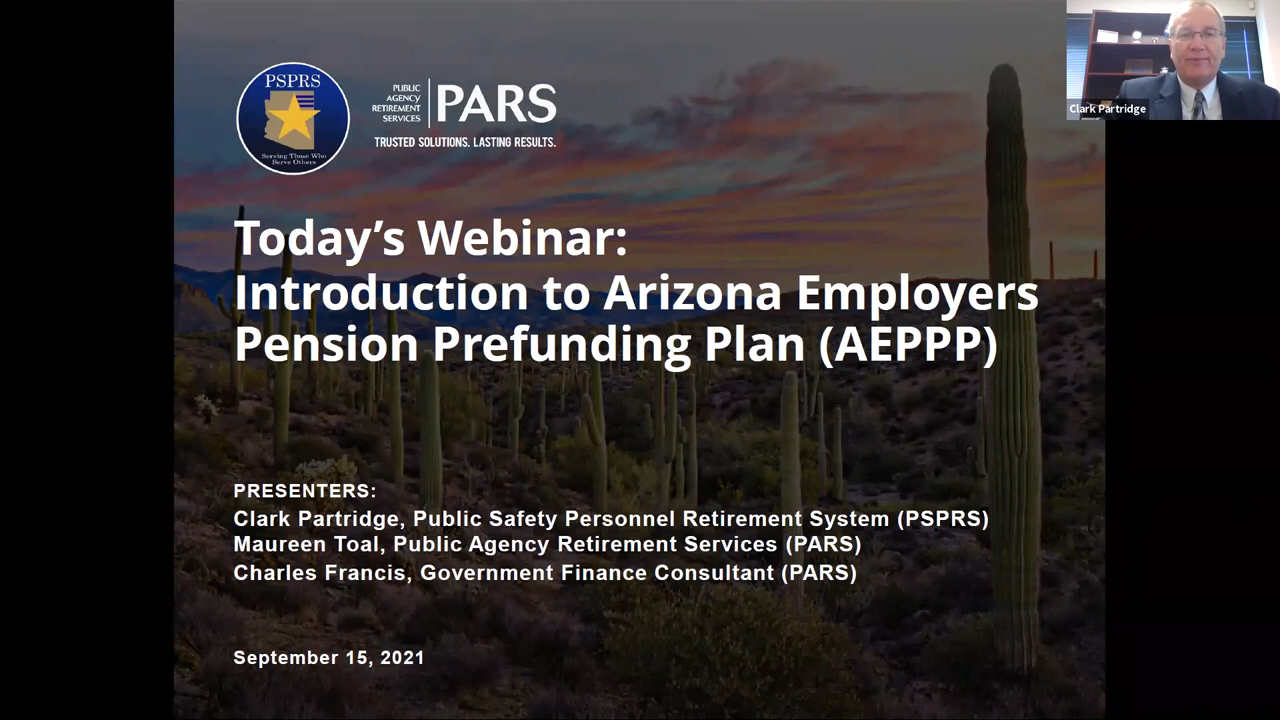 PSPRS
Serving Those Who
Serve Others
PUBLIC
AGENCY
RETIREMENT
SERVICES
PARS
TRUSTED SOLUTIONS. LASTING RESULTS.
Clark Partridge
Today's Webinar:
Introduction to Arizona Employers
Pension Prefunding Plan (AEPPP)
PRESENTERS:
Clark Partridge, Public Safety Personnel Retirement System (PSPRS)
Maureen Toal, Public Agency Retirement Services (PARS)
Charles Francis, Government Finance Consultant (PARS)
September 15, 2021